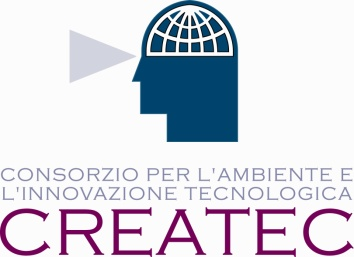 CONSORZIO PER L'AMBIENTE E
L'INNOVAZIONE TECNOLOGICA
CREATEC